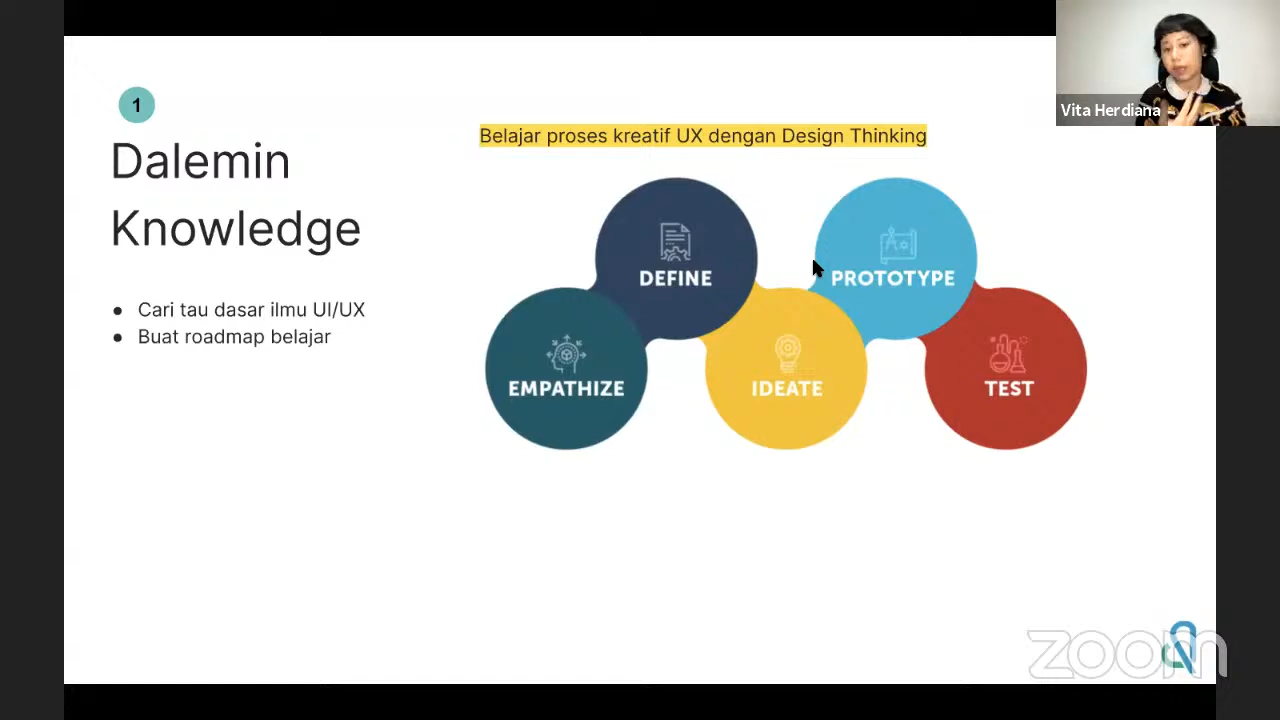 1
Dalemin
Knowledge
● Cari tau dasar ilmu UI/UX
● Buat roadmap belajar
Belajar proses kreatif UX dengan Design Thinking
DEFINE
PROTOTYPE
EMPATHIZE
IDEATE
TEST
Vita Herdiana
zoom